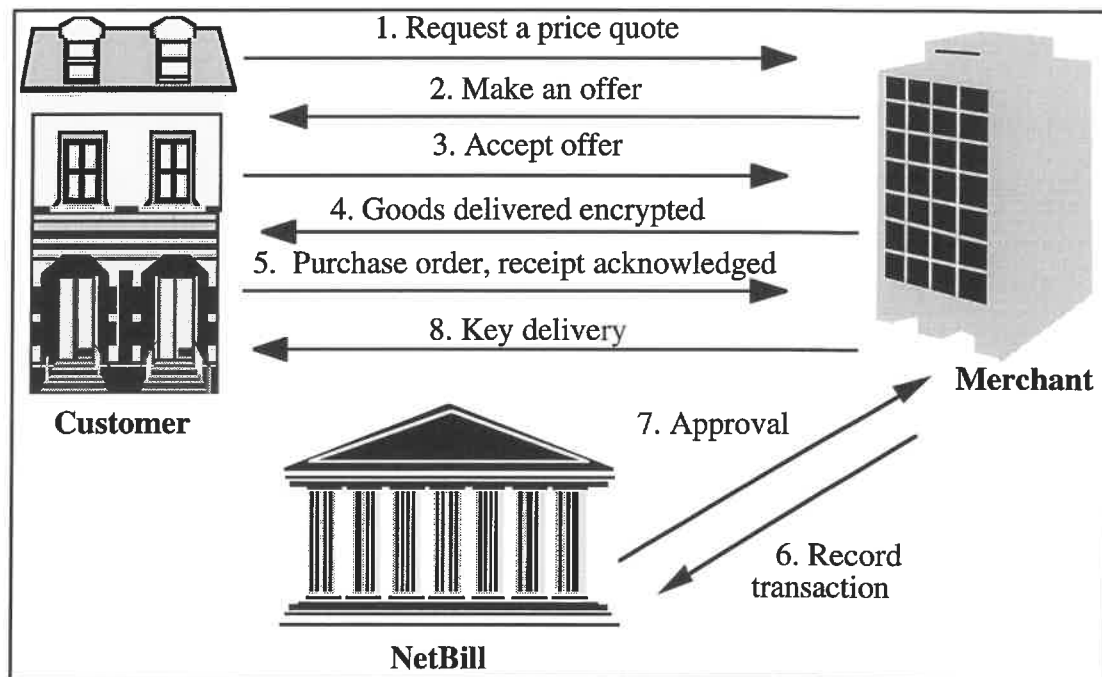 1. Request a price quote
2. Make an offer
3. Accept offer
4. Goods delivered encrypted
5. Purchase order, receipt acknowledged
8. Key delivery
Merchant
Customer
7. Approval
6. Record
transaction
NetBill